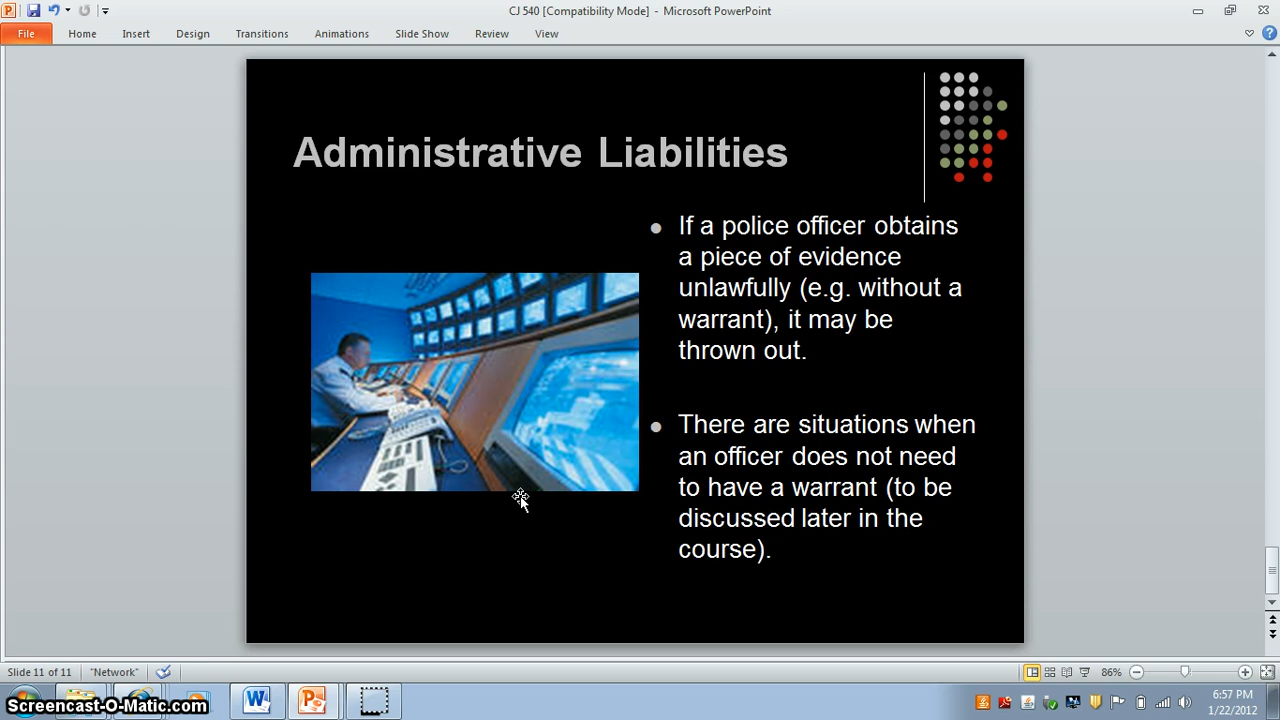 CJ 540 [Compatibility Mode] - Microsoft PowerPoint
File Home Insert Design Transitions Animations Slide Show Review View
Administrative Liabilities
If a police officer obtains
a piece of evidence
unlawfully (e.g. without a
warrant), it may be
thrown out.
There are situations when
an officer does not need
to have a warrant (to be
discussed later in the
course).
Slide 11 of 11 "Network" 86%
Screencast-O-Matic.com
6:57 PM
1/22/2012